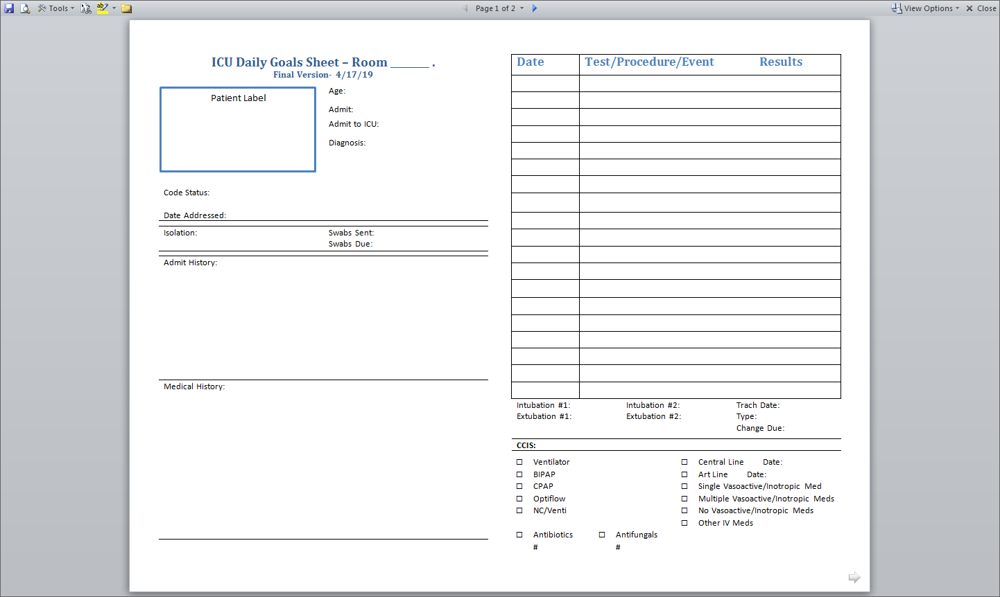 Tools
Page 1 of 2
View Options
Close
ICU Daily Goals Sheet – Room ______ .
Final Version- 4/17/19
Patient Label
Age:
Admit:
Admit to ICU:
Diagnosis:
Code Status:
Date Addressed:
Isolation:
Swabs Sent:
Swabs Due:
Admit History:
Medical History:
Date Test/Procedure/Event Results
Intubation #1: Intubation #2: Trach Date:
Extubation #1: Extubation #2: Type:
Change Due:
CCIS:
☐ Ventilator ☐ Central Line Date:
☐ BIPAP ☐ Art Line Date:
☐ CPAP ☐ Single Vasoactive/Inotropic Med
☐ Optiflow ☐ Multiple Vasoactive/Inotropic Meds
☐ NC/Venti ☐ No Vasoactive/Inotropic Meds
☐ Other IV Meds
☐ Antibiotics ☐ Antifungals
# #